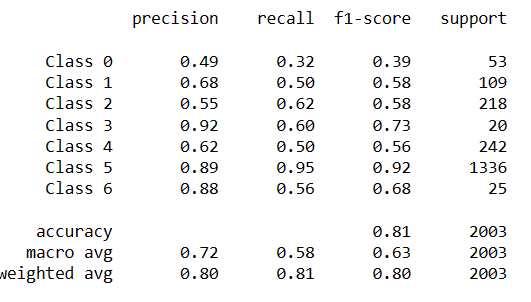 precision recall f1-score support
Class 0 0.49 0.32 0.39 53
Class 1 0.68 0.50 0.58 109
Class 2 0.55 0.62 0.58 218
Class 3 0.92 0.60 0.73 20
Class 4 0.62 0.50 0.56 242
Class 5 0.89 0.95 0.92 1336
Class 6 0.88 0.56 0.68 25
accuracy 0.81 2003
macro avg 0.72 0.58 0.63 2003
weighted avg 0.80 0.81 0.80 2003